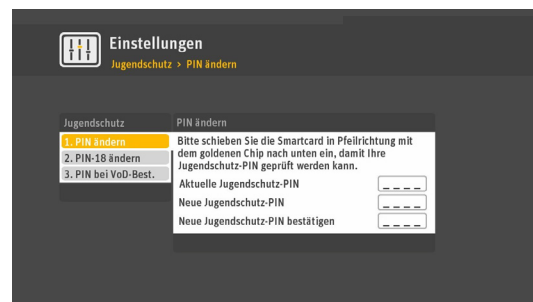 Einstellungen
Jugendschutz > PIN ändern
Jugendschutz
PIN ändern
1. PIN ändern
2. PIN-18 ändern
3. PIN bei VoD-Best.
Bitte schieben Sie die Smartcard in Pfeilrichtung mit
dem goldenen Chip nach unten ein, damit Ihre
Jugendschutz-PIN geprüft werden kann.
Aktuelle Jugendschutz-PIN _ _ _ _
Neue Jugendschutz-PIN _ _ _ _
Neue Jugendschutz-PIN bestätigen _ _ _ _